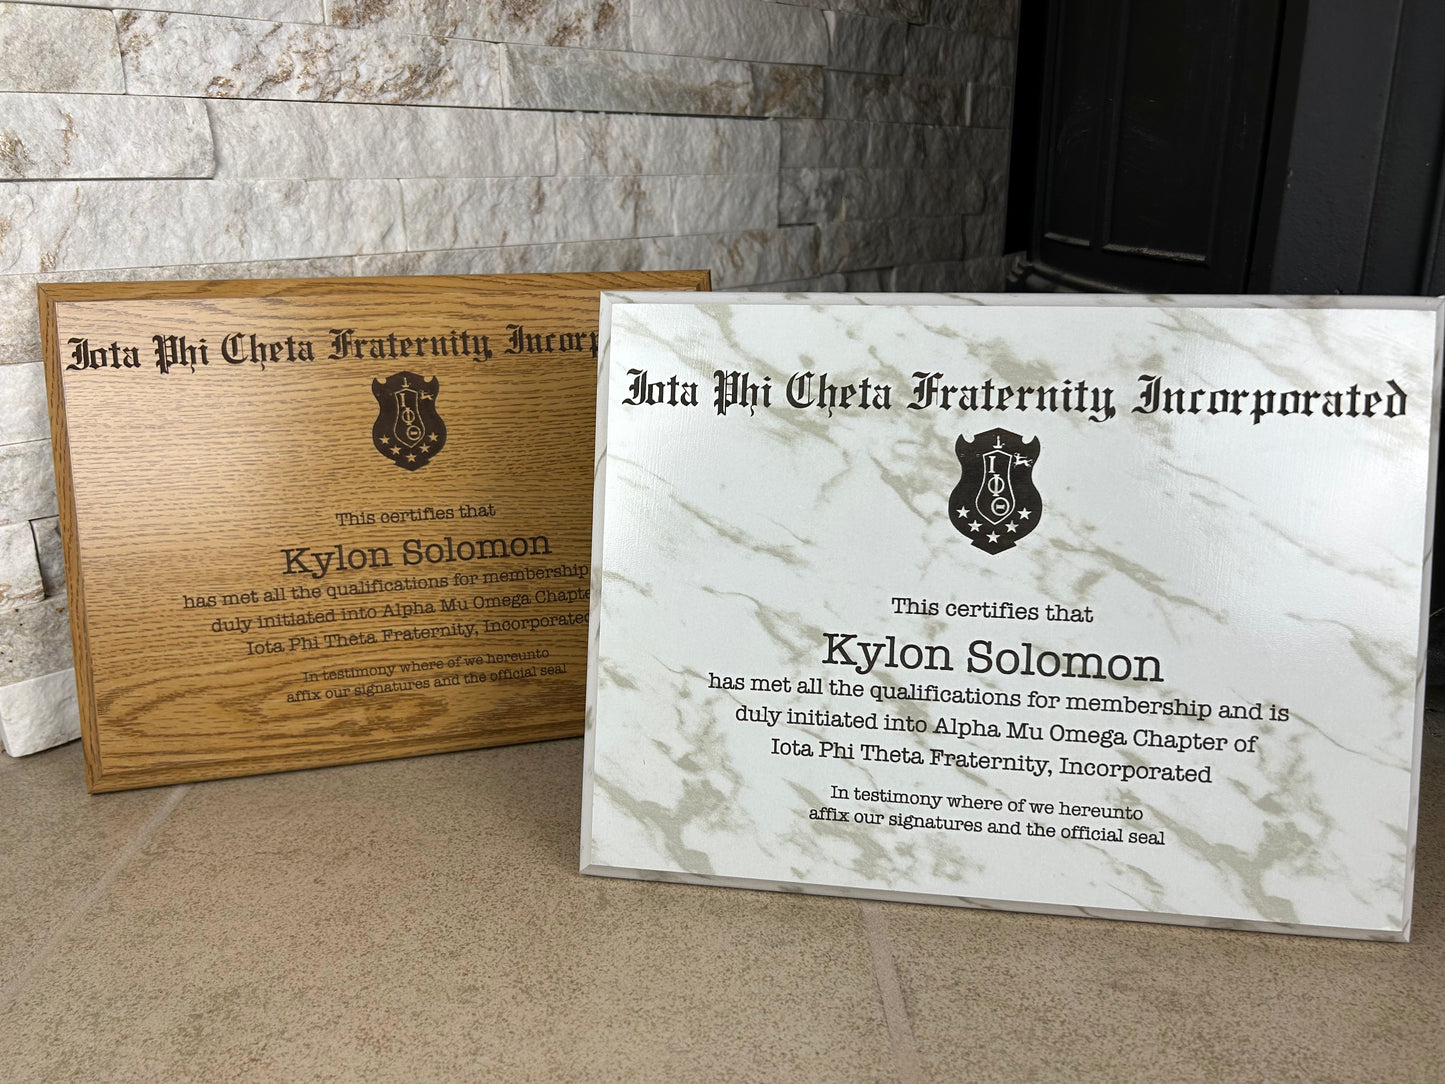 Iota Phi Cheta Fraternity, Incorp
I
Φ
Θ
This certifies that
Kylon Solomon
has met all the qualifications for membership
duly initiated into Alpha Mu Omega Chapte
Iota Phi Theta Fraternity, Incorporated
In testimony where of we hereunto
affix our signatures and the official seal
Iota Phi Cheta Fraternity, Incorporated
I
Φ
Θ
This certifies that
Kylon Solomon
has met all the qualifications for membership and is
duly initiated into Alpha Mu Omega Chapter of
Iota Phi Theta Fraternity, Incorporated
In testimony where of we hereunto
affix our signatures and the official seal